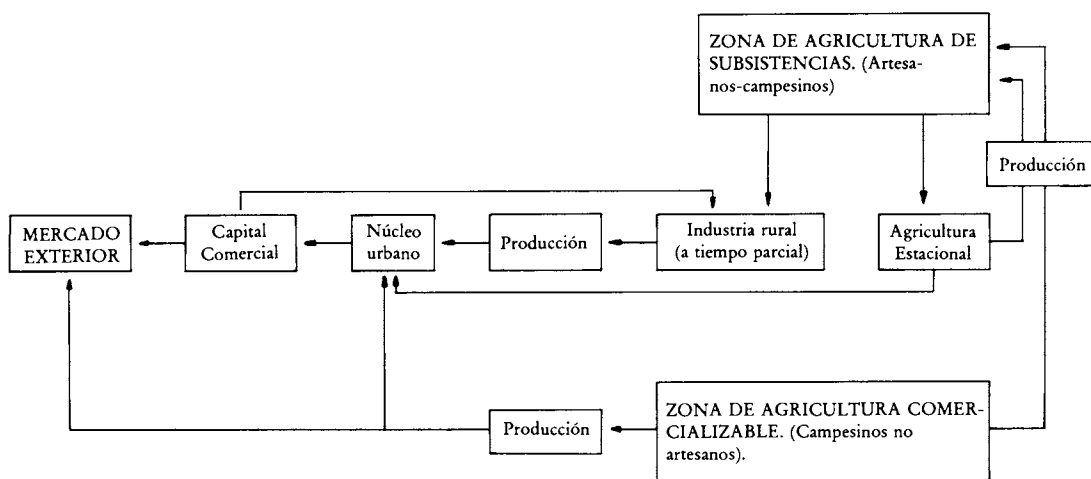 ZONA DE AGRICULTURA DE
SUBSISTENCIAS. (Artesa-
nos-campesinos)
Producción
MERCADO
EXTERIOR
Capital
Comercial
Núcleo
urbano
Producción
Industria rural
(a tiempo parcial)
Agricultura
Estacional
Producción
ZONA DE AGRICULTURA COMER-
CIALIZABLE. (Campesinos no
artesanos).